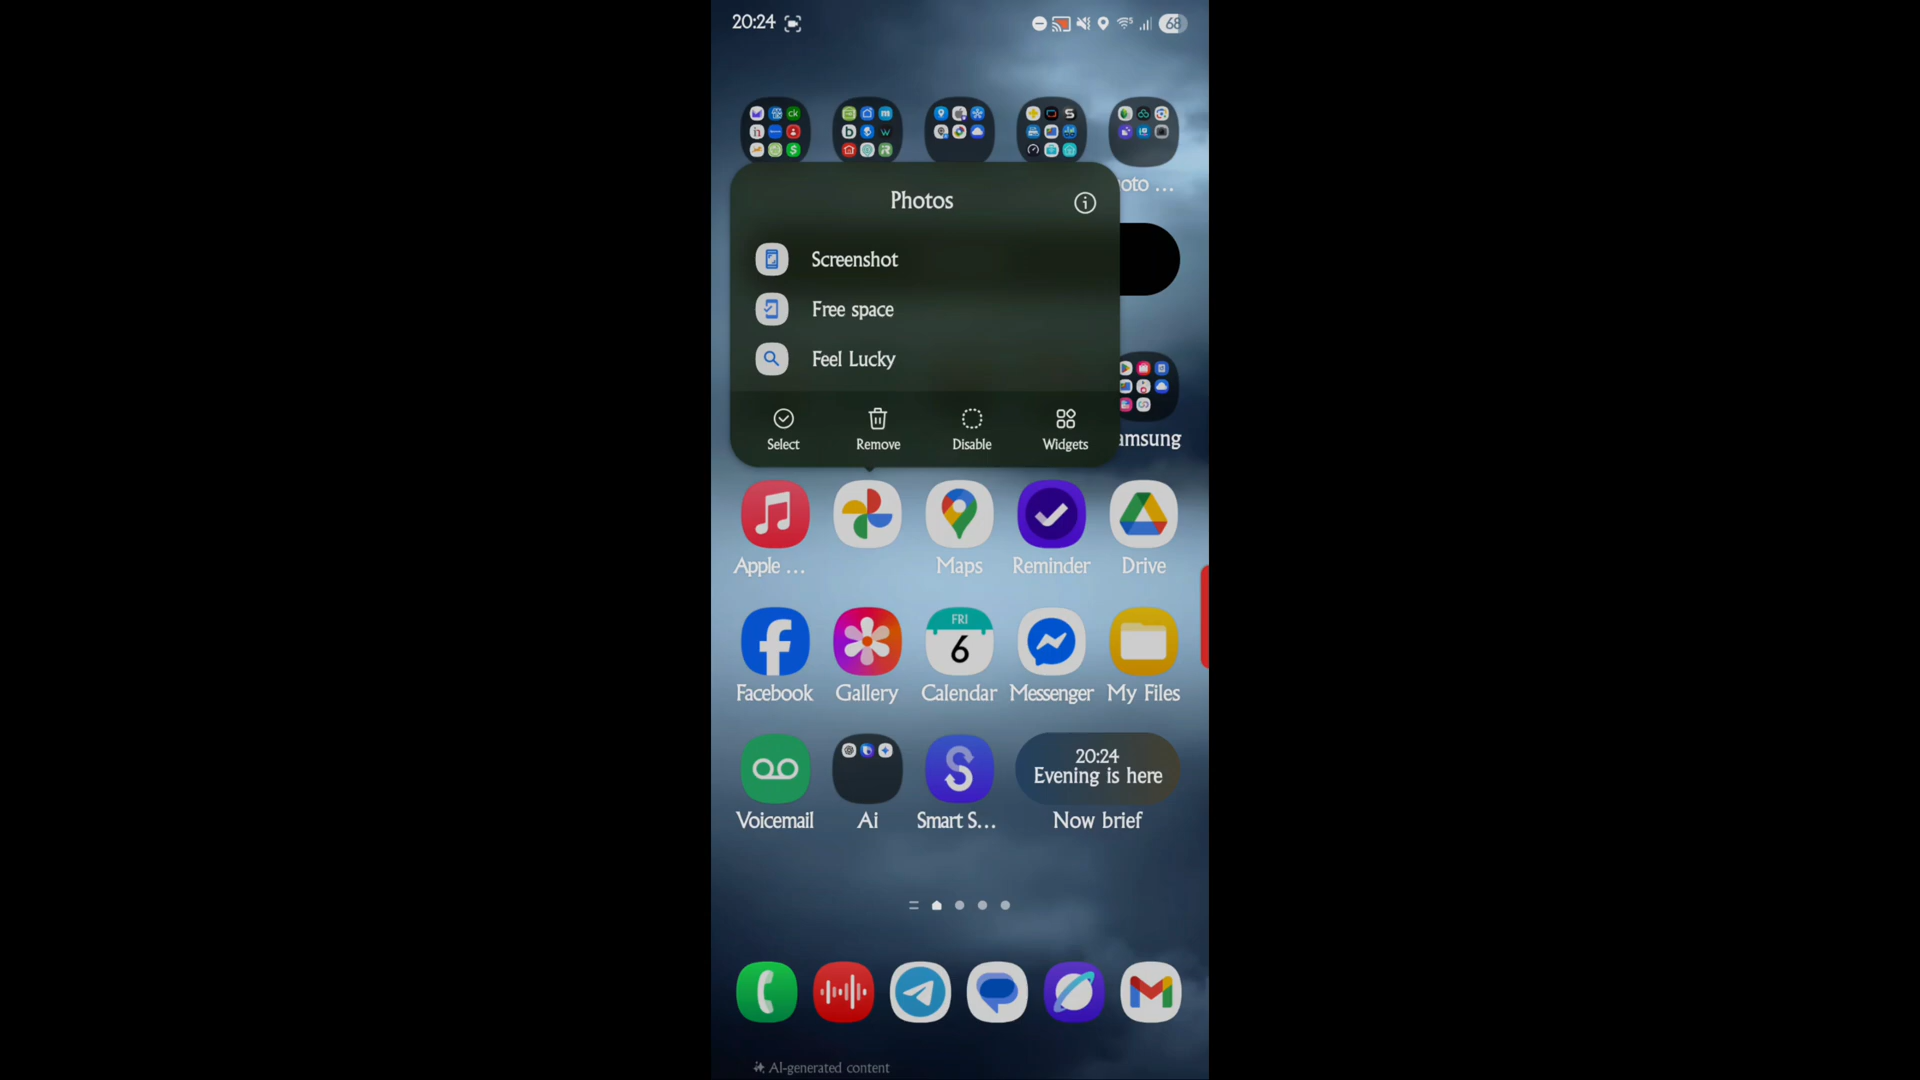 20:24
68
oto ...
Photos
Screenshot
Free space
Feel Lucky
Select Remove Disable Widgets
amsung
Apple ... Maps Reminder Drive
FRI
6
Facebook Gallery Calendar Messenger My Files
20:24
Evening is here
Voicemail Ai Smart S... Now brief
AI-generated content